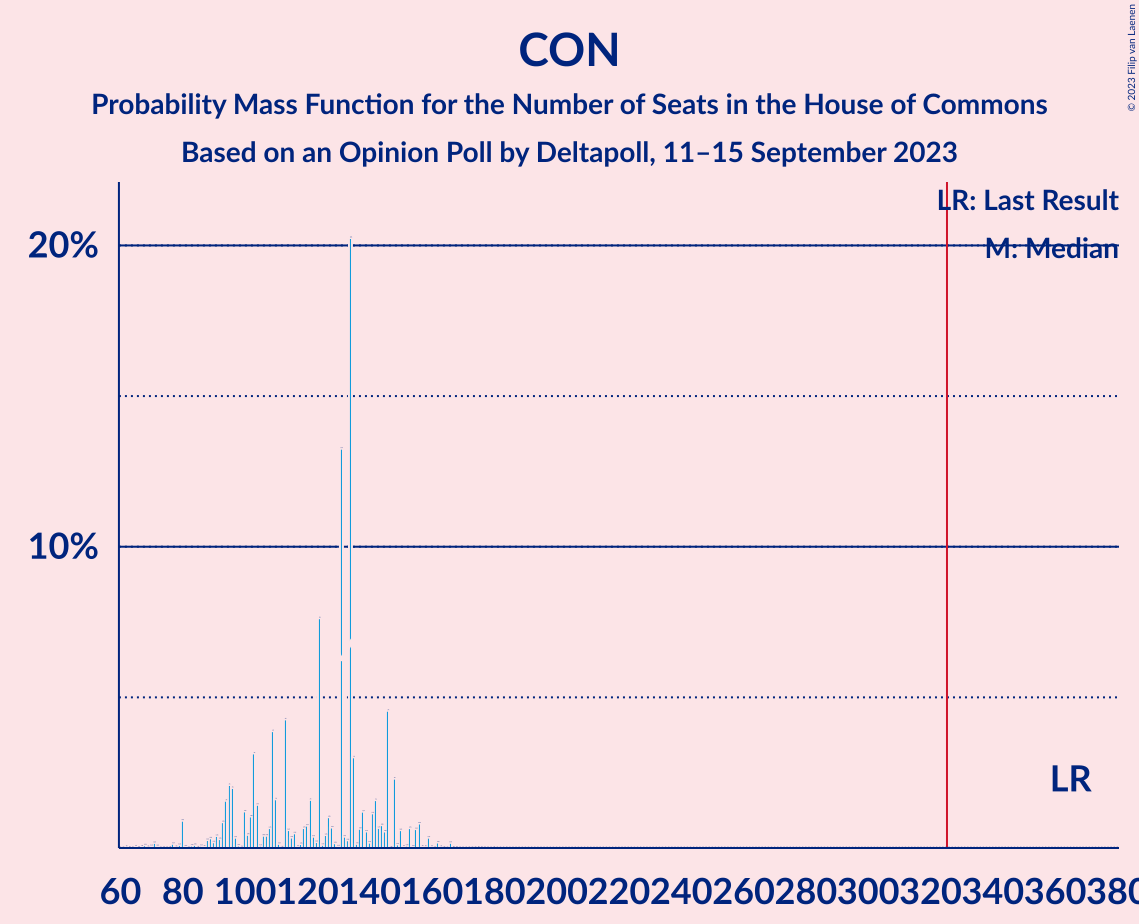 CON
Probability Mass Function for the Number of Seats in the House of Commons
Based on an Opinion Poll by Deltapoll, 11–15 September 2023
© 2023 Filip van Laenen
LR: Last Result
M: Median
20%
10%
LR
60 80 100 120 140 160 180 200 220 240 260 280 300 320 340 360 380